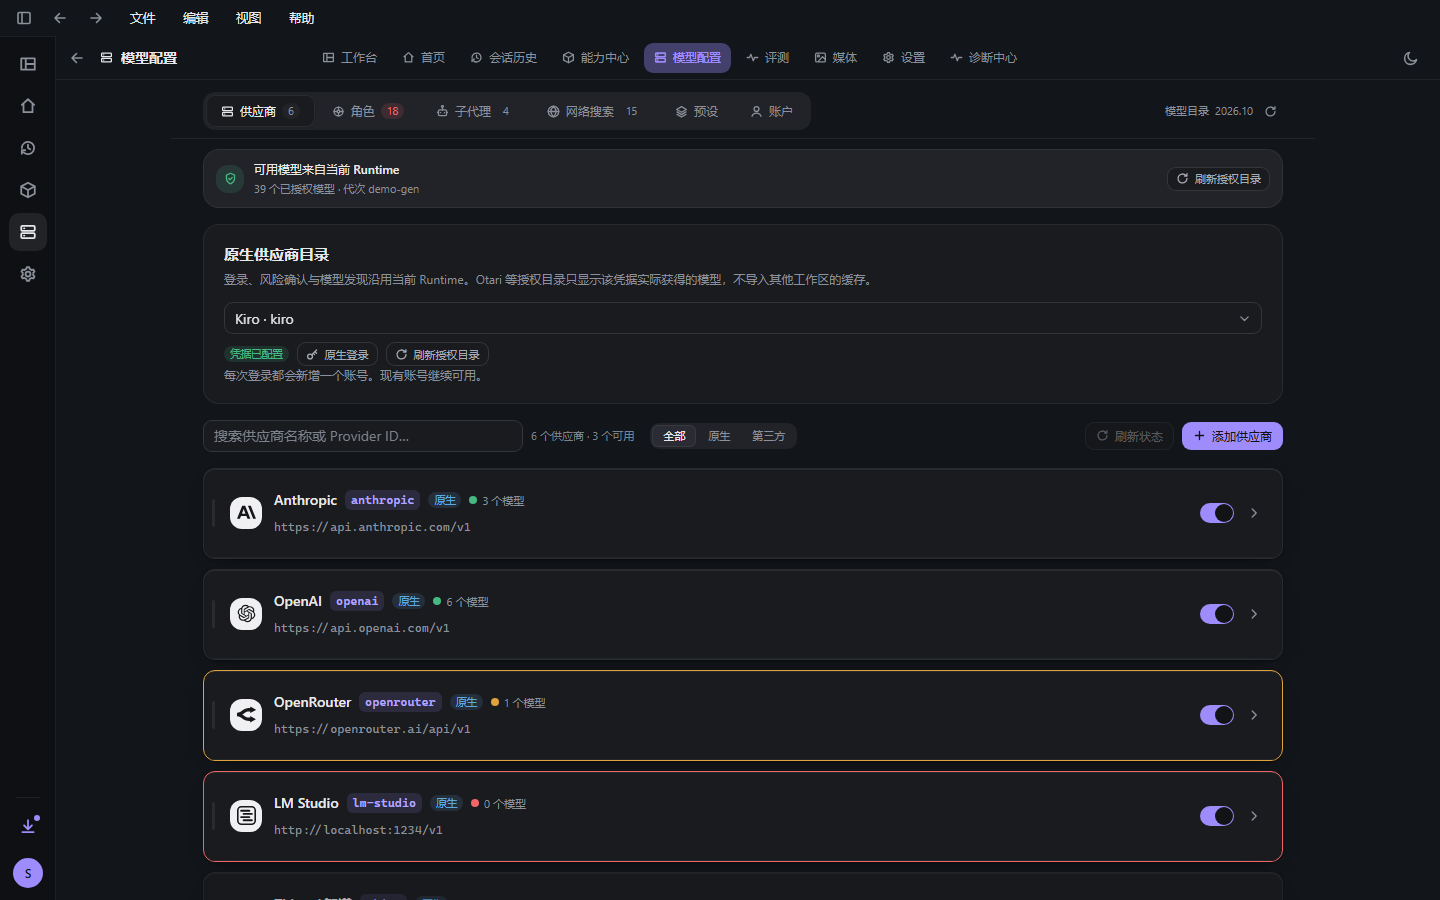 文件 编辑 视图 帮助
模型配置 工作台 首页 会话历史 能力中心 模型配置 评测 媒体 设置 诊断中心
供应商 6 角色 18 子代理 4 网络搜索 15 预设 账户 模型目录 2026.10
可用模型来自当前 Runtime
39 个已授权模型 · 代次 demo-gen
刷新授权目录
原生供应商目录
登录、风险确认与模型发现沿用当前 Runtime。Otari 等授权目录只显示该凭据实际获得的模型，不导入其他工作区的缓存。
Kiro · kiro
凭据已配置 原生登录 刷新授权目录
每次登录都会新增一个账号。现有账号继续可用。
搜索供应商名称或 Provider ID... 6 个供应商 · 3 个可用 全部 原生 第三方 刷新状态 添加供应商
Anthropic anthropic 原生 3 个模型
https://api.anthropic.com/v1
OpenAI openai 原生 6 个模型
https://api.openai.com/v1
OpenRouter openrouter 原生 1 个模型
https://openrouter.ai/api/v1
LM Studio lm-studio 原生 0 个模型
http://localhost:1234/v1
S